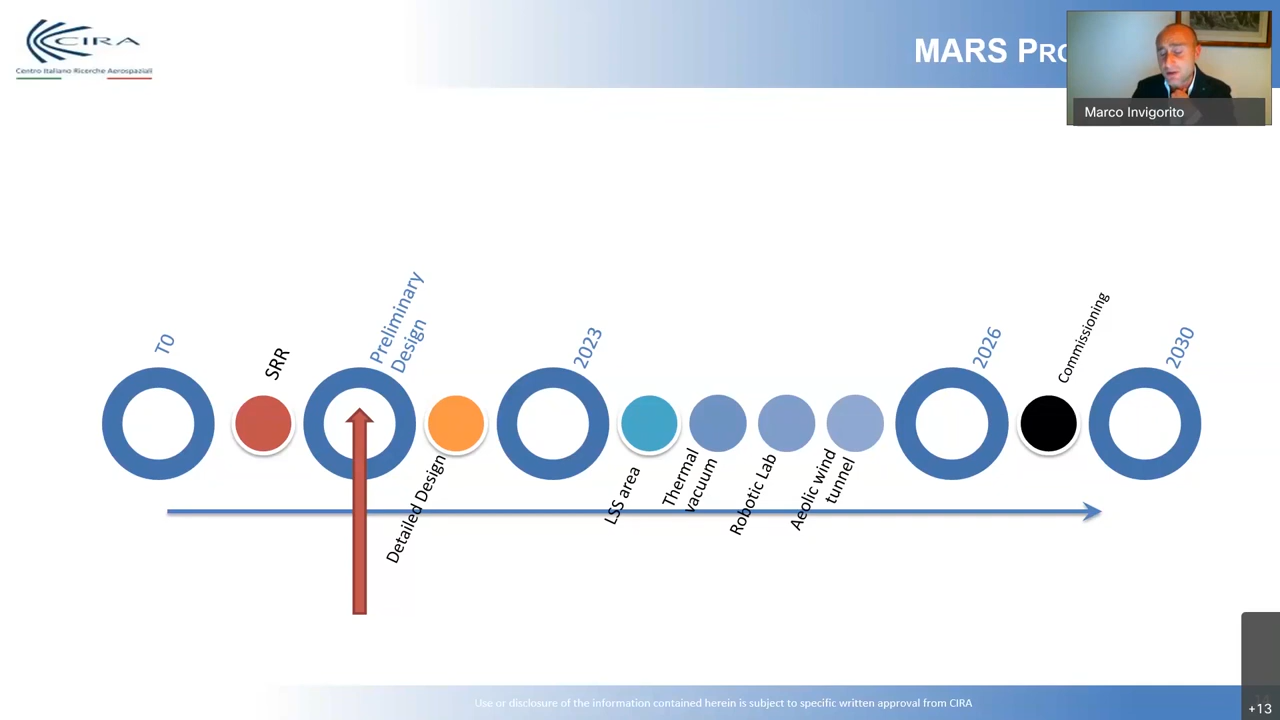 CIRA
Centro Italiano Ricerche Aerospaziali
MARS
Marco Invigorito
T0
SRR
Preliminary
Design
Detailed Design
2023
LSS area
Thermal
vacuum
Robotic Lab
Aeolic wind
tunnel
2026
Commissioning
2030
Use or disclosure of the information contained herein is subject to specific written approval from CIRA
+13